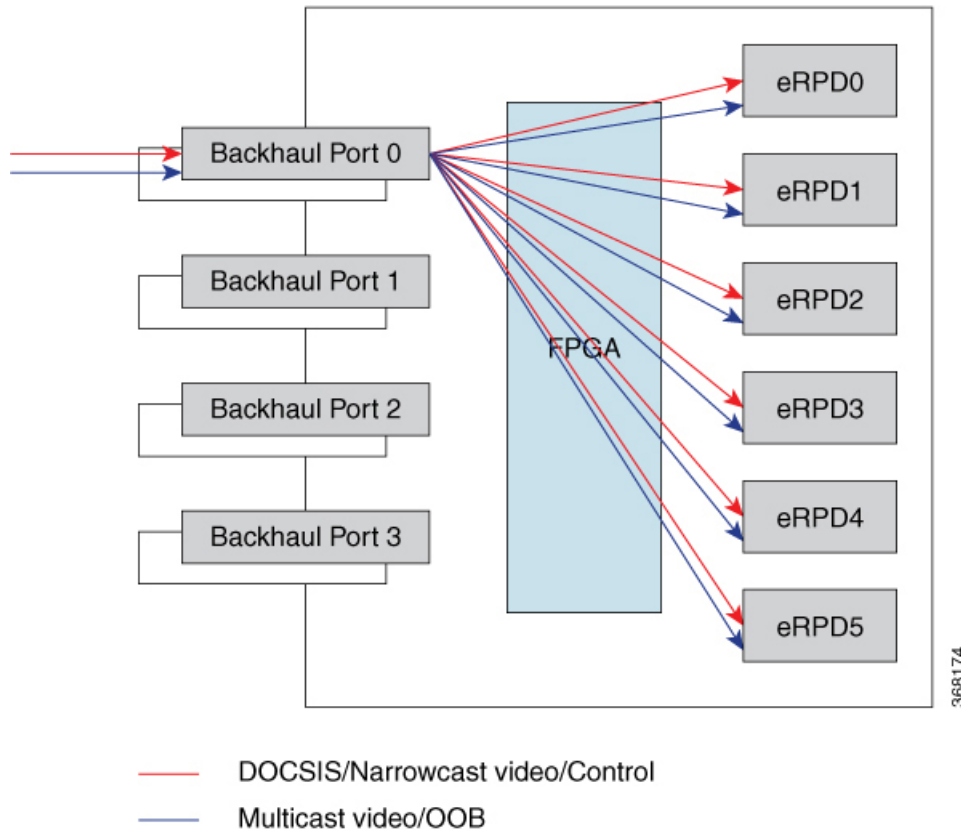 eRPD0
Backhaul Port 0
eRPD1
Backhaul Port 1
eRPD2
FPGA
Backhaul Port 2
eRPD3
eRPD4
Backhaul Port 3
eRPD5
368174
DOCSIS/Narrowcast video/Control
Multicast video/OOB